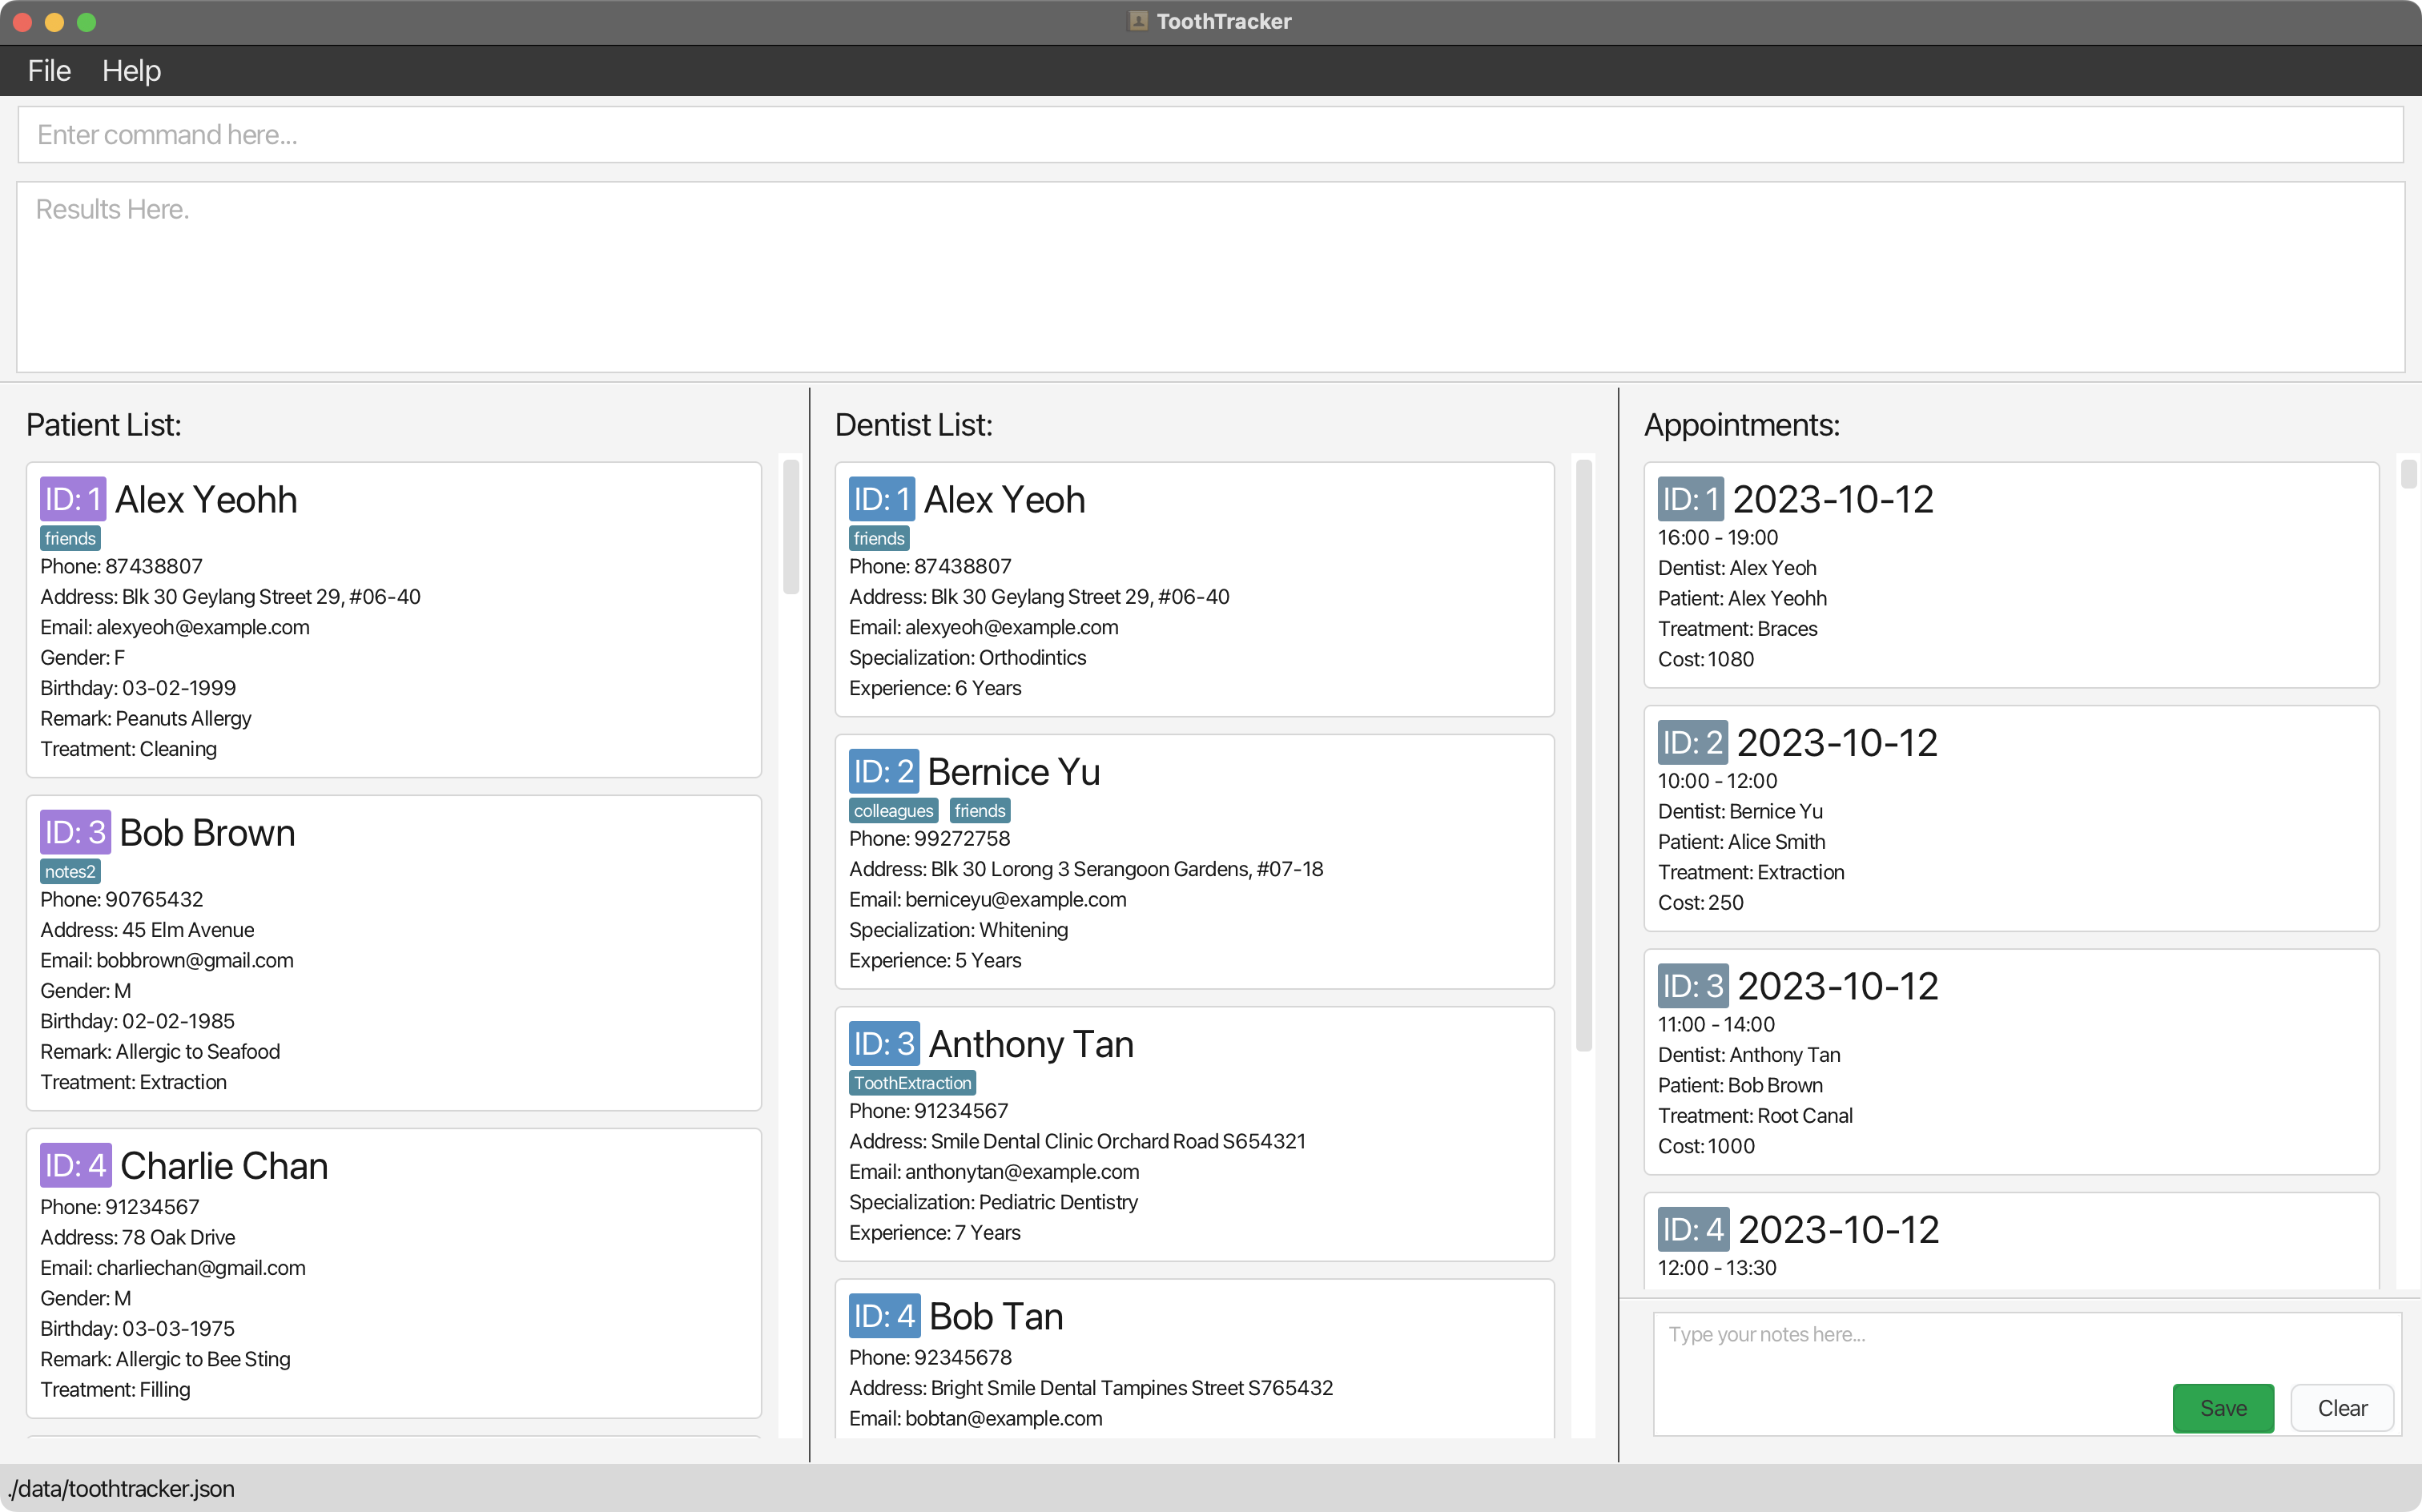 ToothTracker
File Help
Enter command here...
Results Here.
Patient List:
ID: 1 Alex Yeohh
friends
Phone: 87438807
Address: Blk 30 Geylang Street 29, #06-40
Email: alexyeoh@example.com
Gender: F
Birthday: 03-02-1999
Remark: Peanuts Allergy
Treatment: Cleaning
ID: 3 Bob Brown
notes2
Phone: 90765432
Address: 45 Elm Avenue
Email: bobbrown@gmail.com
Gender: M
Birthday: 02-02-1985
Remark: Allergic to Seafood
Treatment: Extraction
ID: 4 Charlie Chan
Phone: 91234567
Address: 78 Oak Drive
Email: charliechan@gmail.com
Gender: M
Birthday: 03-03-1975
Remark: Allergic to Bee Sting
Treatment: Filling
Dentist List:
ID: 1 Alex Yeoh
friends
Phone: 87438807
Address: Blk 30 Geylang Street 29, #06-40
Email: alexyeoh@example.com
Specialization: Orthodintics
Experience: 6 Years
ID: 2 Bernice Yu
colleagues friends
Phone: 99272758
Address: Blk 30 Lorong 3 Serangoon Gardens, #07-18
Email: berniceyu@example.com
Specialization: Whitening
Experience: 5 Years
ID: 3 Anthony Tan
ToothExtraction
Phone: 91234567
Address: Smile Dental Clinic Orchard Road S654321
Email: anthonytan@example.com
Specialization: Pediatric Dentistry
Experience: 7 Years
ID: 4 Bob Tan
Phone: 92345678
Address: Bright Smile Dental Tampines Street S765432
Email: bobtan@example.com
Appointments:
ID: 1 2023-10-12
16:00 - 19:00
Dentist: Alex Yeoh
Patient: Alex Yeohh
Treatment: Braces
Cost: 1080
ID: 2 2023-10-12
10:00 - 12:00
Dentist: Bernice Yu
Patient: Alice Smith
Treatment: Extraction
Cost: 250
ID: 3 2023-10-12
11:00 - 14:00
Dentist: Anthony Tan
Patient: Bob Brown
Treatment: Root Canal
Cost: 1000
ID: 4 2023-10-12
12:00 - 13:30
Type your notes here...
Save Clear
./data/toothtracker.json